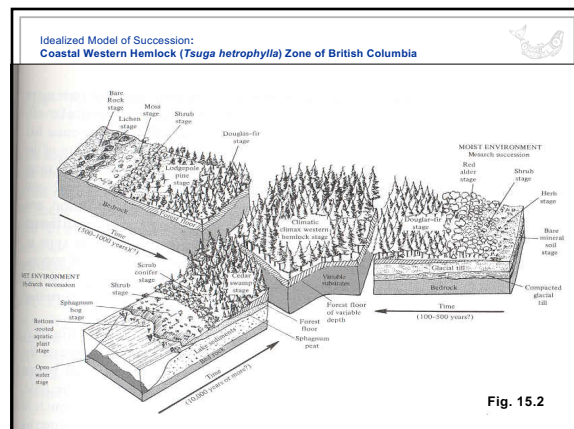 Idealized Model of Succession:
Coastal Western Hemlock (Tsuga hetrophylla) Zone of British Columbia
Bare
Rock
stage
Lichen
stage
Moss
stage
Shrub
stage
Lodgepole
pine
stage
Douglas-fir
stage
Bedrock
Forest floor
Time
(500–1000 years)(?)
MOIST ENVIRONMENT
Mesarch succession
Red
alder
stage
Shrub
stage
Herb
stage
Bare
mineral
soil
stage
Douglas-fir
stage
Glacial till
Bedrock
Compacted
glacial
till
Time
(100–500 years?)
Climatic
climax western
hemlock stage
Variable
substrates
Forest floor
of variable
depth
ENVIRONMENT
succession
Scrub
conifer
stage
Shrub
stage
Sphagnum
bog
stage
Bottom
-rooted
aquatic
plant
stage
Open
water
stage
Cedar
swamp
stage
Forest
floor
Sphagnum
peat
Lake sediments
Bed rock
Time
(10,000 years or more?)
Fig. 15.2